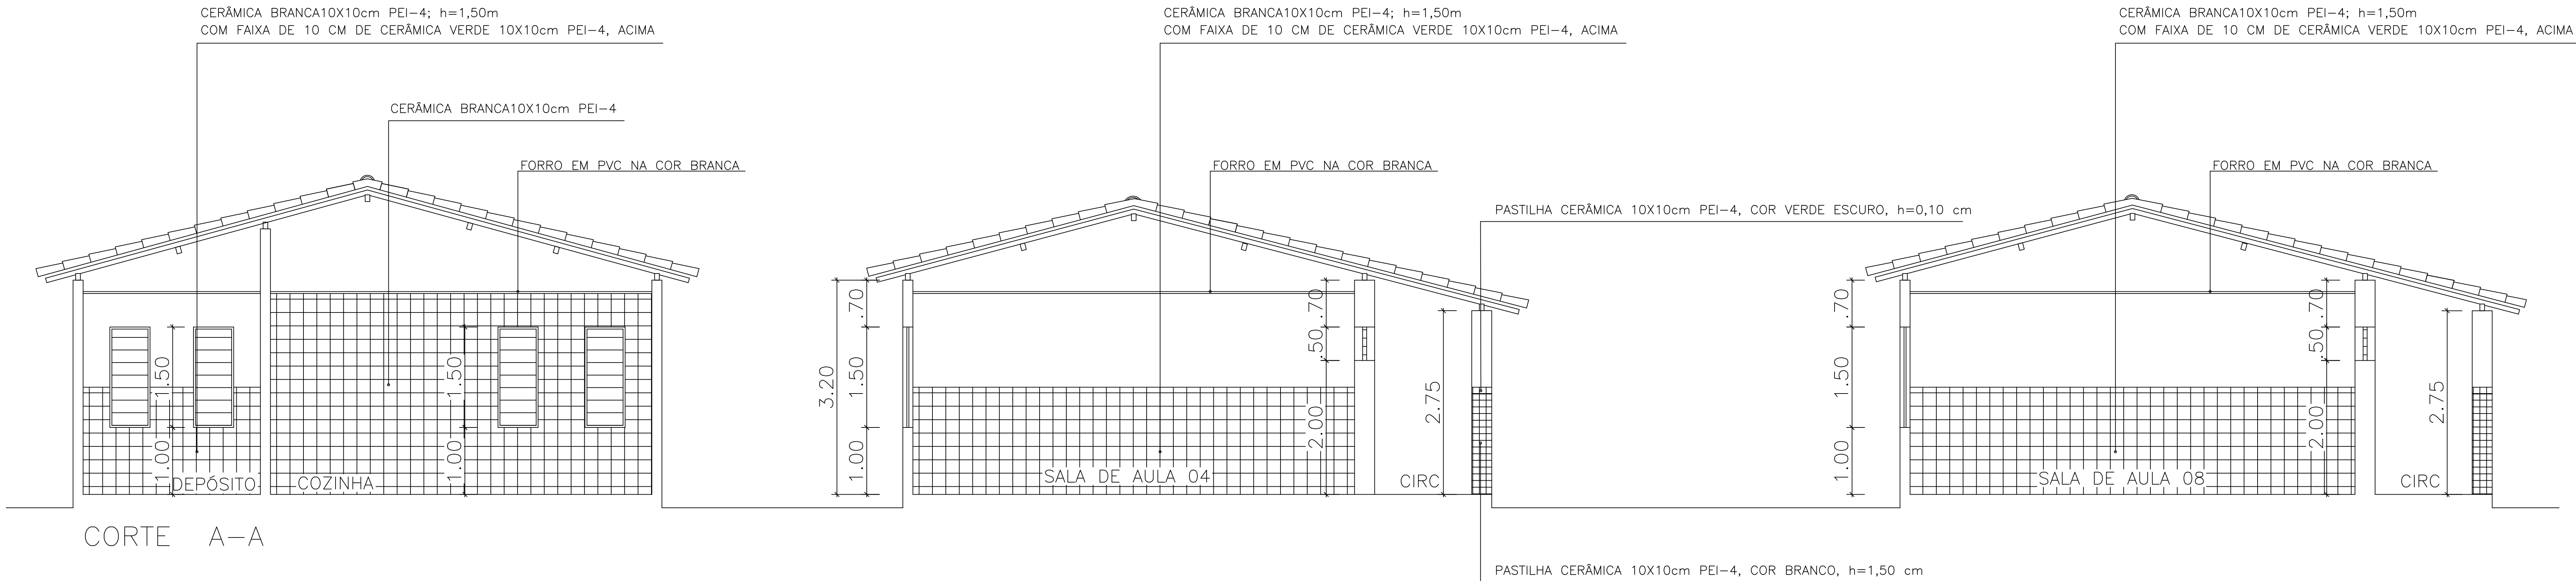 CERÂMICA BRANCA10X10cm PEI-4; h=1,50m
COM FAIXA DE 10 CM DE CERÂMICA VERDE 10X10cm PEI-4, ACIMA
CERÂMICA BRANCA10X10cm PEI-4
FORRO EM PVC NA COR BRANCA
1.50
1.00
1.50
1.00
DEPÓSITO
COZINHA
CORTE A-A
CERÂMICA BRANCA10X10cm PEI-4; h=1,50m
COM FAIXA DE 10 CM DE CERÂMICA VERDE 10X10cm PEI-4, ACIMA
FORRO EM PVC NA COR BRANCA
PASTILHA CERÂMICA 10X10cm PEI-4, COR VERDE ESCURO, h=0,10 cm
3.20
.70
1.50
1.00
.70
.50
2.00
2.75
SALA DE AULA 04
CIRC
PASTILHA CERÂMICA 10X10cm PEI-4, COR BRANCO, h=1,50 cm
CERÂMICA BRANCA10X10cm PEI-4; h=1,50m
COM FAIXA DE 10 CM DE CERÂMICA VERDE 10X10cm PEI-4, ACIMA
FORRO EM PVC NA COR BRANCA
.70
1.50
1.00
.70
.50
2.00
2.75
SALA DE AULA 08
CIRC